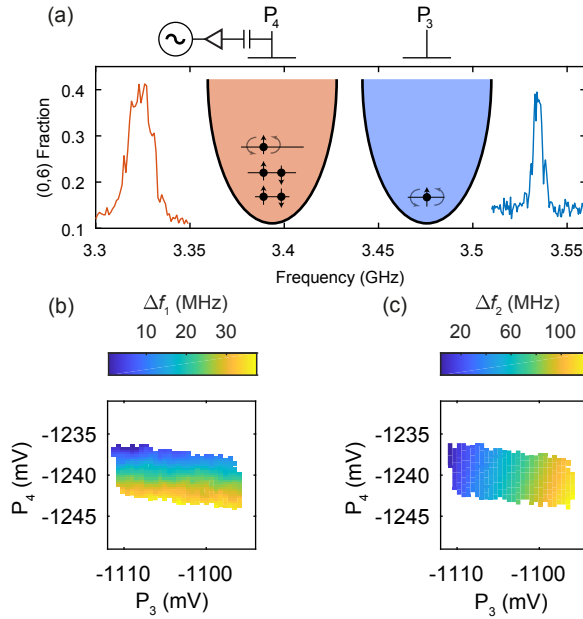 (a)
P4
P3
(0,6) Fraction
0.4
0.3
0.2
0.1
3.3
3.35
3.4
3.45
3.5
3.55
Frequency (GHz)
(b)
Δf1 (MHz)
10
30
P4 (mV)
-1235
-1240
-1245
-1110
-1100
P3 (mV)
(c)
Δf2 (MHz)
20
60
100
P4 (mV)
-1235
-1240
-1245
-1110
-1100
P3 (mV)